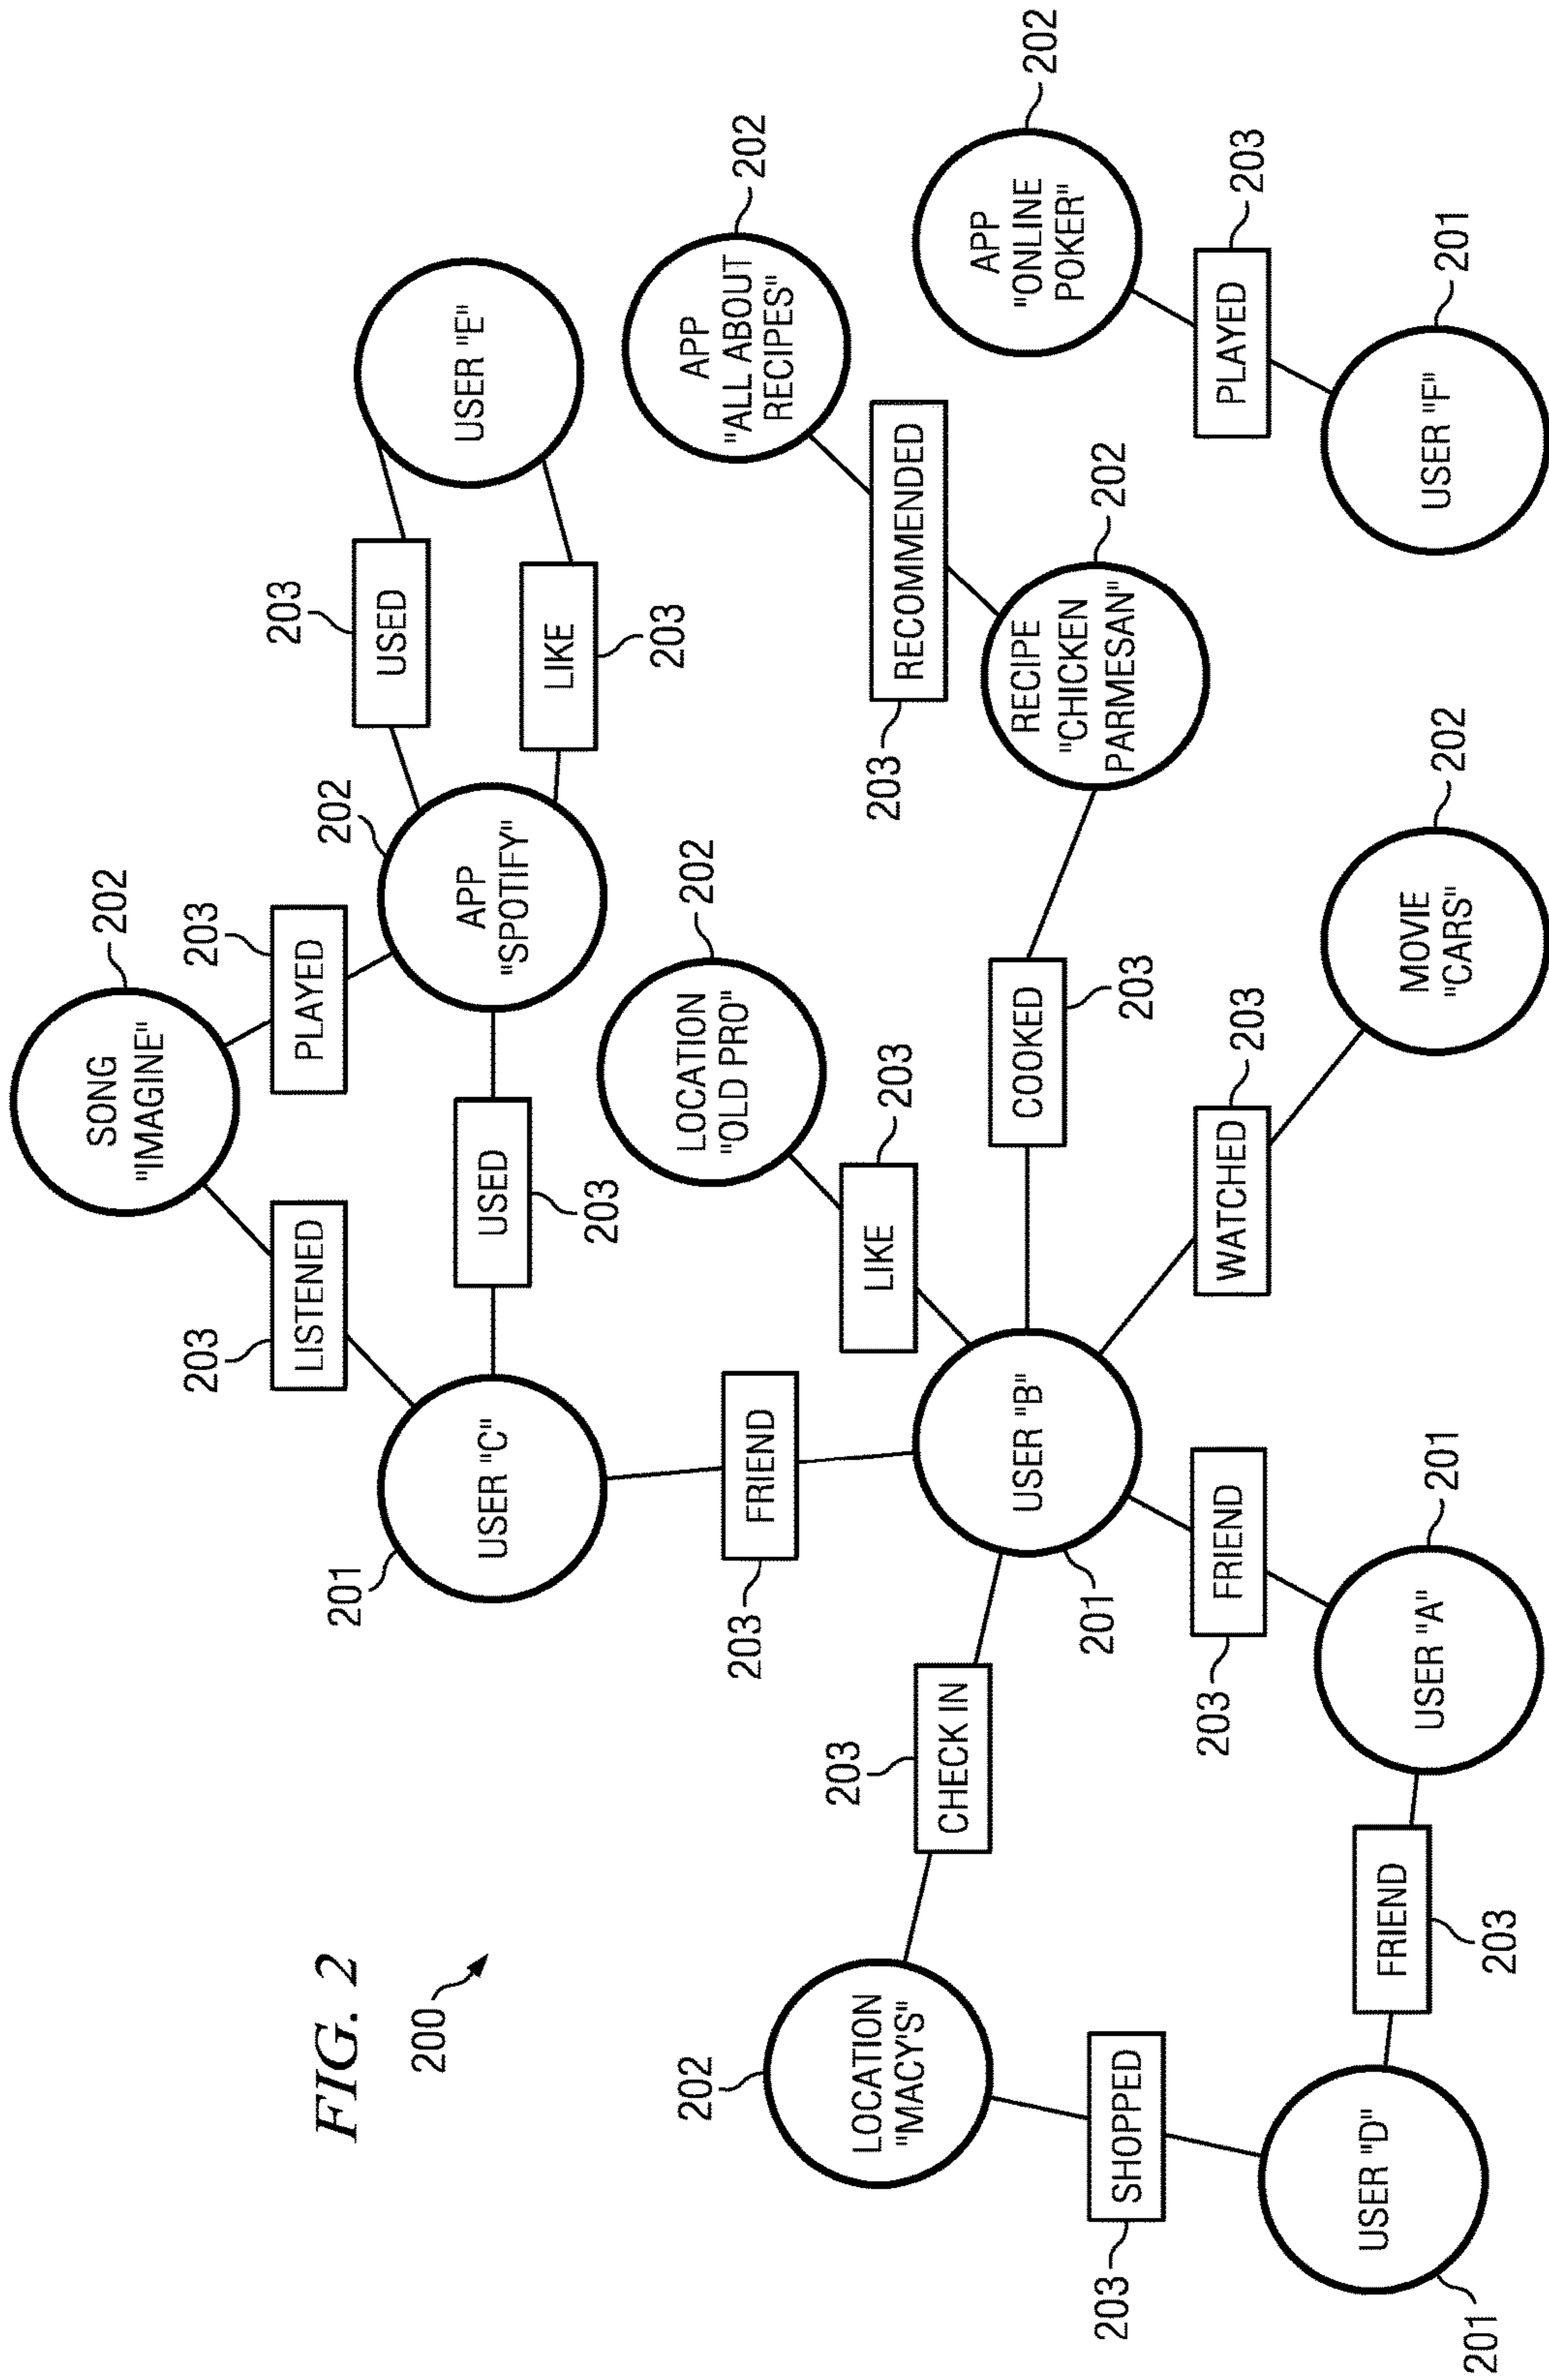 FIG. 2
200
SONG
"IMAGINE"
202
203
LISTENED
203
PLAYED
203
USED
202
APP
"SPOTIFY"
USER "E"
201
USER "C"
USED
203
LIKE
203
203
FRIEND
LOCATION
"OLD PRO"
202
APP
"ALL ABOUT
RECIPES"
202
202
LOCATION
"MACY'S"
203
CHECK IN
LIKE
203
203
RECOMMENDED
USER "B"
201
COOKED
203
RECIPE
"CHICKEN
PARMESAN"
202
APP
"ONLINE
POKER"
202
203
SHOPPED
203
FRIEND
WATCHED
203
PLAYED
203
201
USER "D"
FRIEND
203
USER "A"
201
MOVIE
"CARS"
202
USER "F"
201